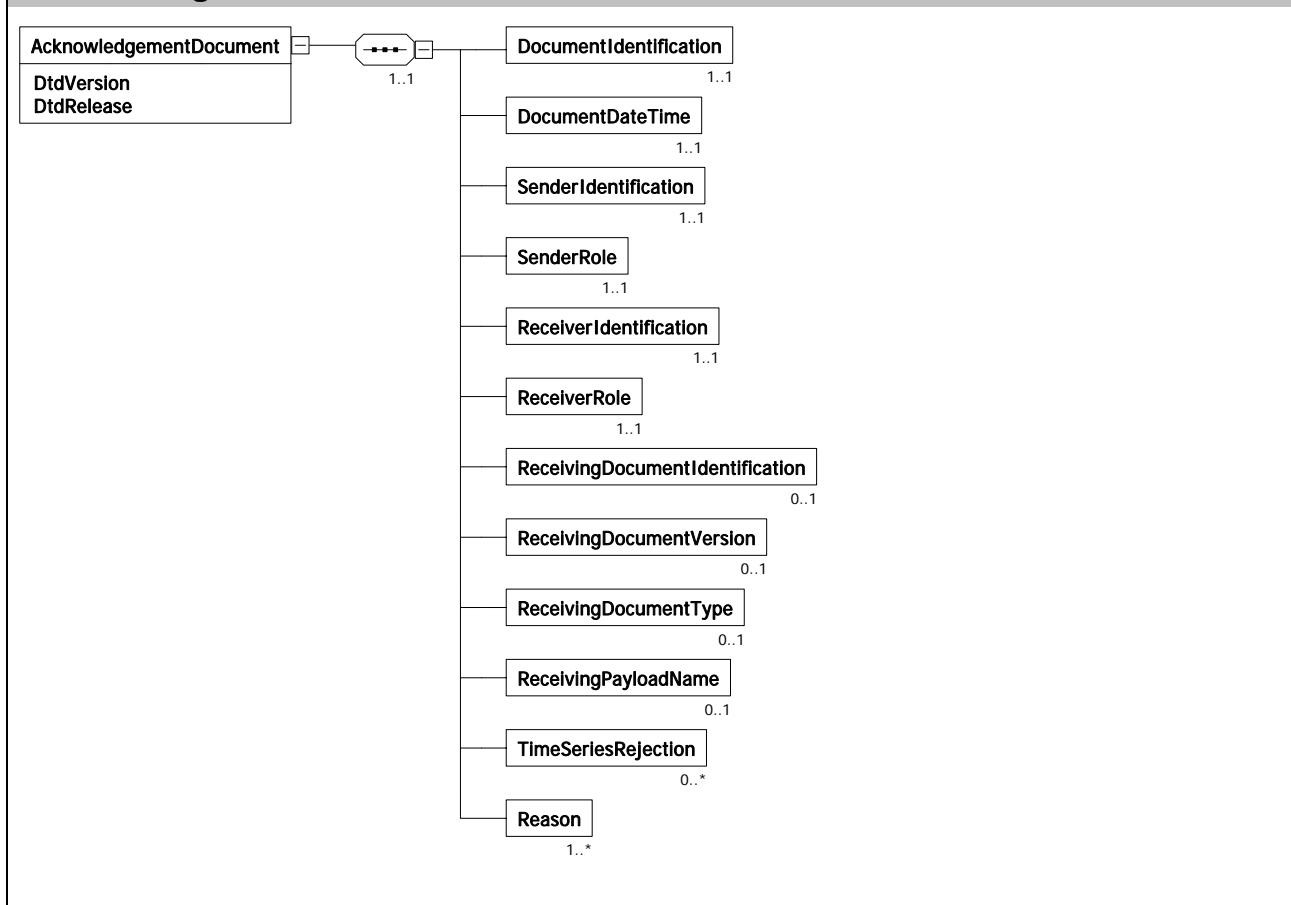 AcknowledgementDocument
DtdVersion
DtdRelease
1..1
DocumentIdentification
1..1
DocumentDateTime
1..1
SenderIdentification
1..1
SenderRole
1..1
ReceiverIdentification
1..1
ReceiverRole
1..1
ReceivingDocumentIdentification
0..1
ReceivingDocumentVersion
0..1
ReceivingDocumentType
0..1
ReceivingPayloadName
0..1
TimeSeriesRejection
0..*
Reason
1..*